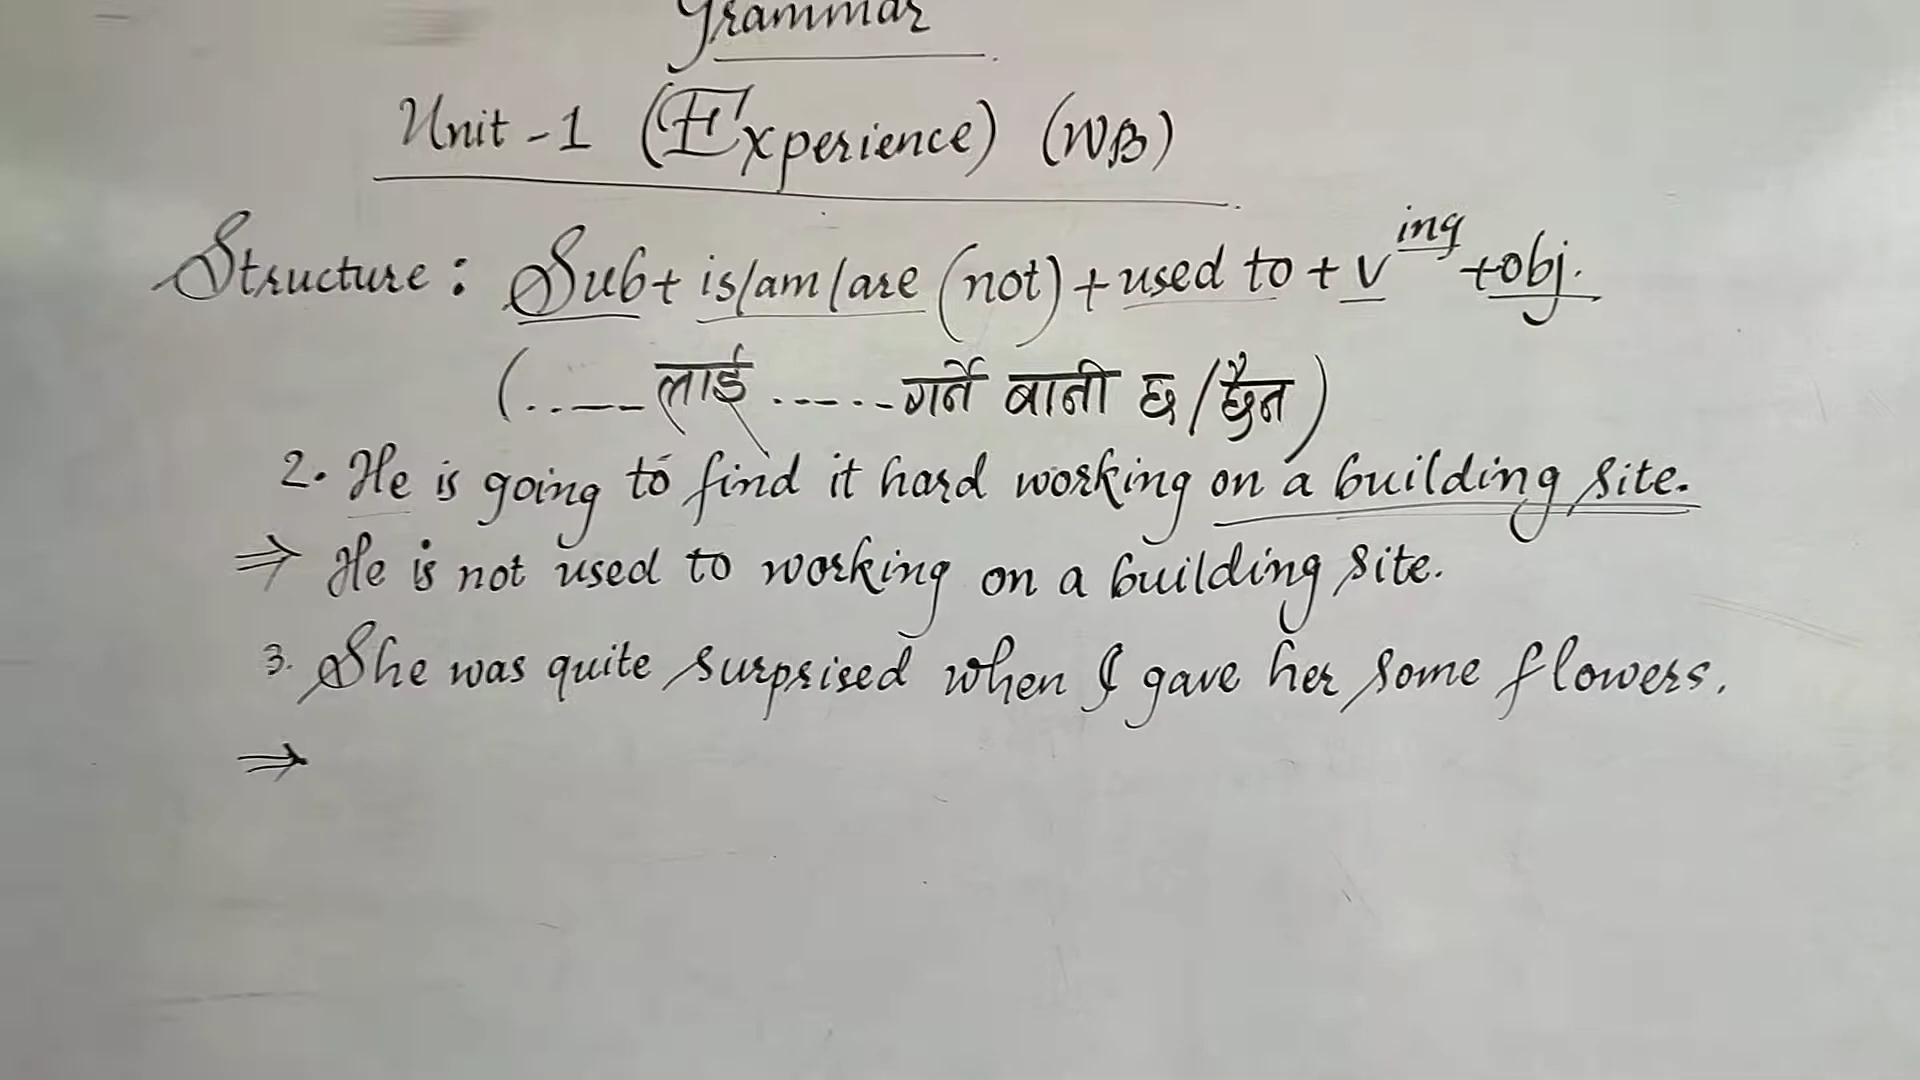 Grammar
Unit - 1 (Experience) (WB)
Structure : Sub + is/am/are (not) + used to + v ing + obj.
(..... लाई ...... गर्ने बानी छ / छैन)
2. He is going to find it hard working on a building site.
⇒ He is not used to working on a building site.
3. She was quite surprised when I gave her some flowers.
⇒